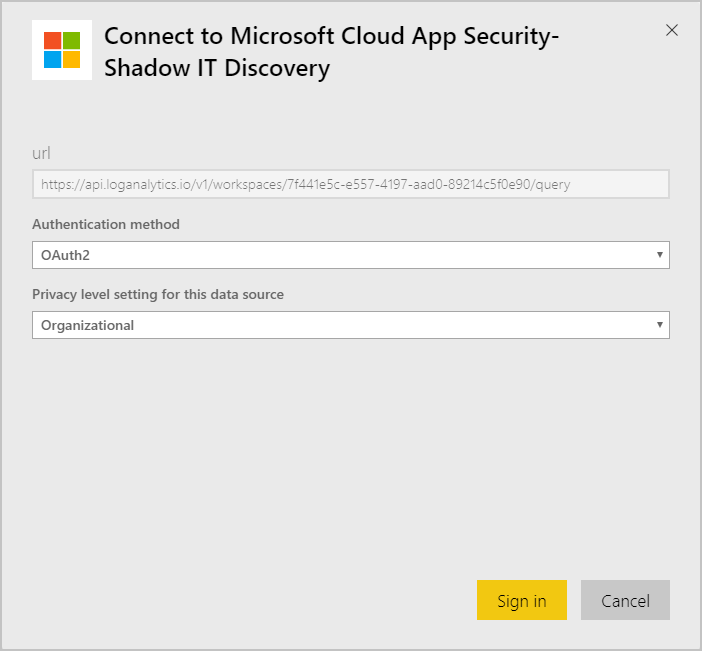 Connect to Microsoft Cloud App Security-
Shadow IT Discovery
url
https://api.loganalytics.io/v1/workspaces/7f441e5c-e557-4197-aad0-89214c5f0e90/query
Authentication method
OAuth2
Privacy level setting for this data source
Organizational
Sign in
Cancel